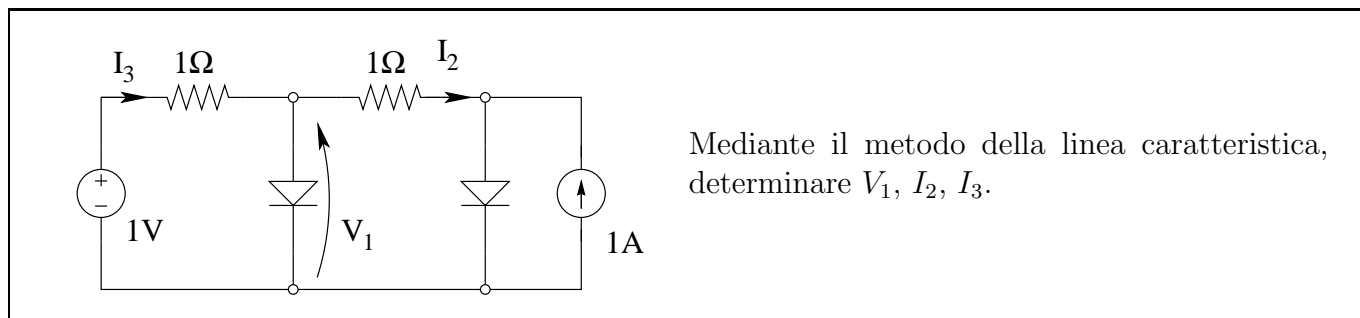 I₃ 1Ω 1Ω I₂
+
−
1V V₁ 1A
Mediante il metodo della linea caratteristica,
determinare V₁, I₂, I₃.